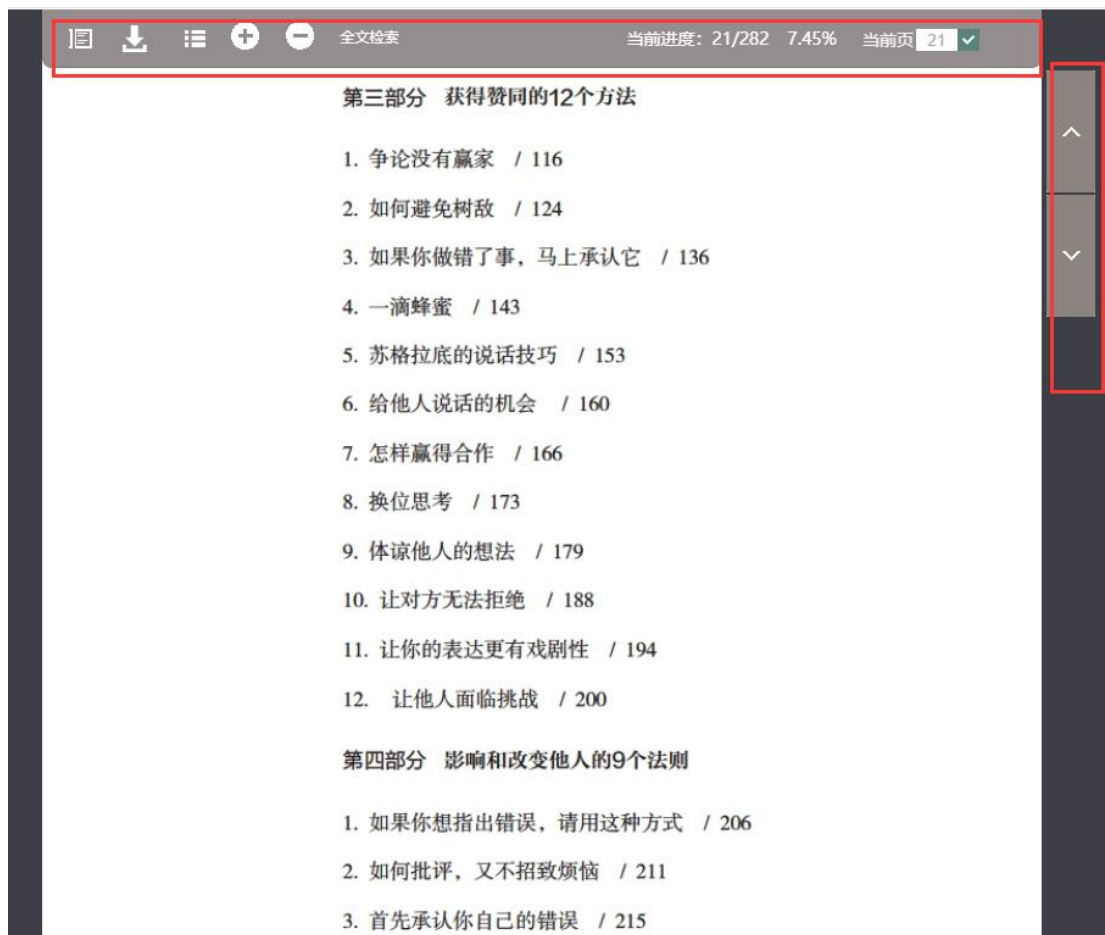 全文检索 当前进度：21/282 7.45% 当前页 21
第三部分 获得赞同的12个方法
1. 争论没有赢家 / 116
2. 如何避免树敌 / 124
3. 如果你做错了事，马上承认它 / 136
4. 一滴蜂蜜 / 143
5. 苏格拉底的说话技巧 / 153
6. 给他人说话的机会 / 160
7. 怎样赢得合作 / 166
8. 换位思考 / 173
9. 体谅他人的想法 / 179
10. 让对方无法拒绝 / 188
11. 让你的表达更有戏剧性 / 194
12. 让他人面临挑战 / 200
第四部分 影响和改变他人的9个法则
1. 如果你想指出错误，请用这种方式 / 206
2. 如何批评，又不招致烦恼 / 211
3. 首先承认你自己的错误 / 215